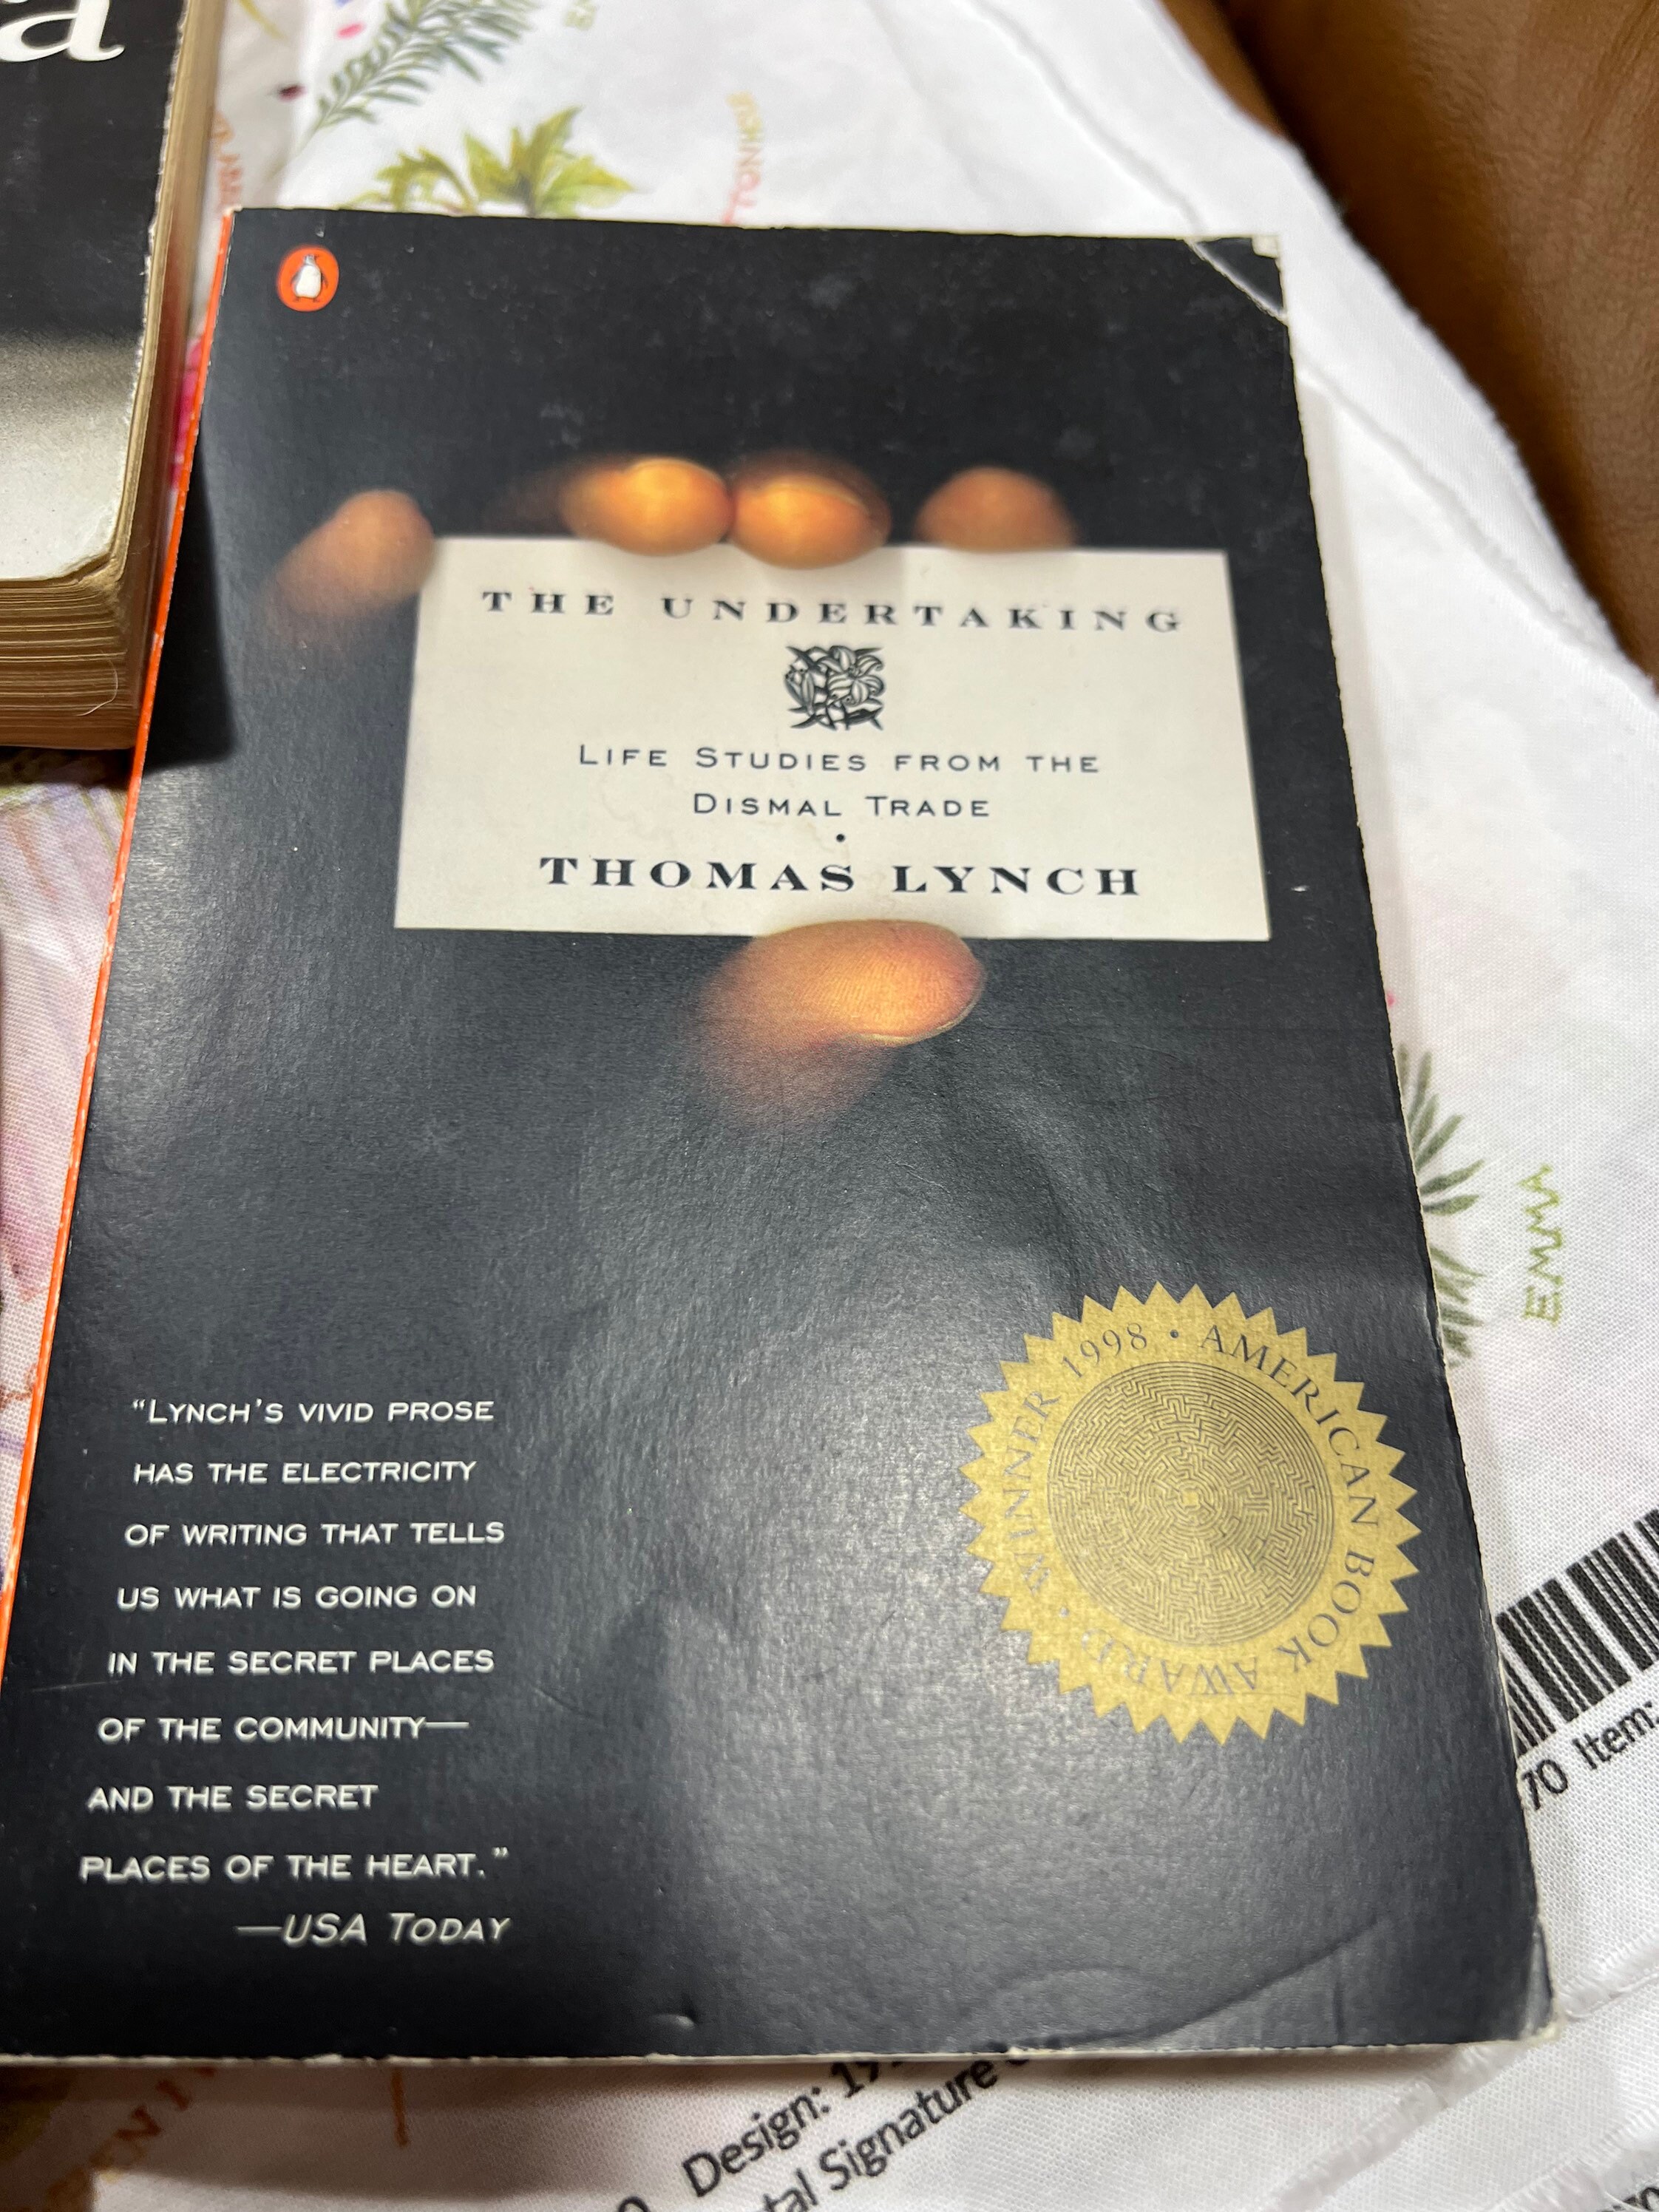 a
THE UNDERTAKING
LIFE STUDIES FROM THE
DISMAL TRADE
•
THOMAS LYNCH
"LYNCH'S VIVID PROSE
HAS THE ELECTRICITY
OF WRITING THAT TELLS
US WHAT IS GOING ON
IN THE SECRET PLACES
OF THE COMMUNITY—
AND THE SECRET
PLACES OF THE HEART."
—USA TODAY
WINNER 1998 • AMERICAN BOOK AWARD •
EMMA
70 Item:
Design:
Signature